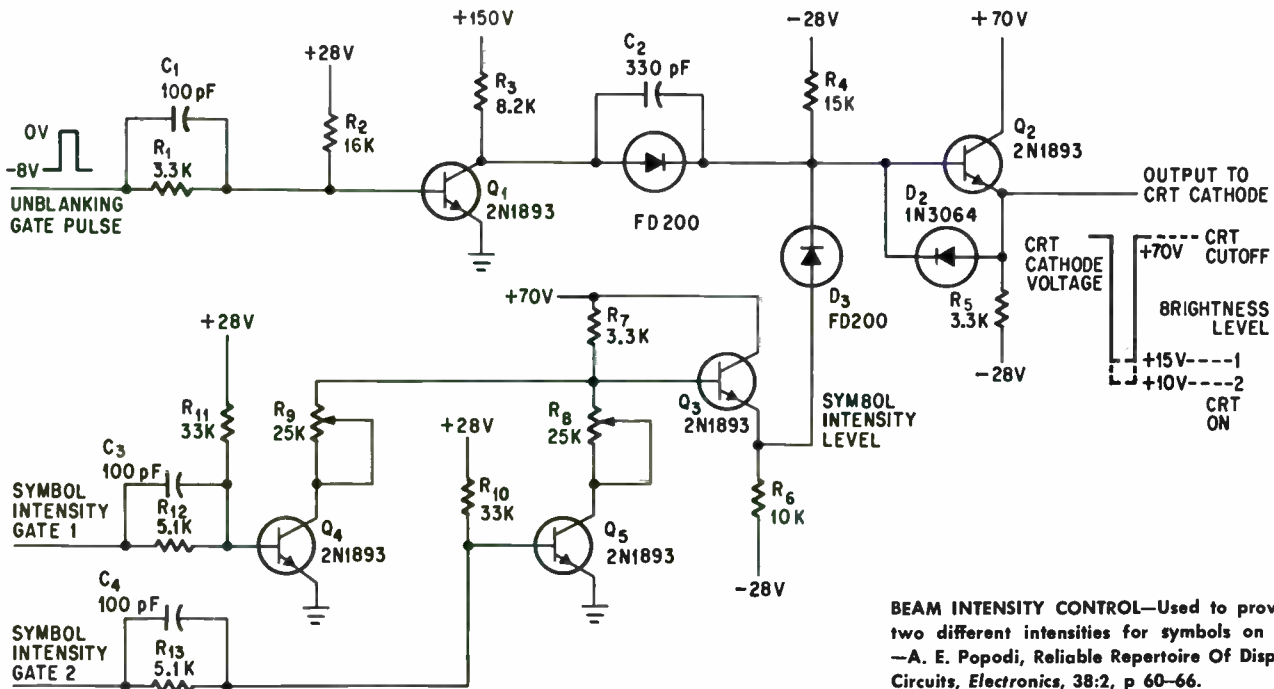 +150V
-28V
+70V
+28V
C1
100 pF
0V
-8V
R1
3.3K
UNBLANKING
GATE PULSE
R2
16K
R3
8.2K
C2
330 pF
R4
15K
Q1
2N1893
FD200
Q2
2N1893
D2
1N3064
OUTPUT TO
CRT CATHODE
CRT
CATHODE
VOLTAGE
+70V
CRT
CUTOFF
BRIGHTNESS
LEVEL
+15V----1
+10V----2
CRT
ON
R5
3.3K
-28V
D3
FD200
+70V
R7
3.3K
+28V
R11
33K
R9
25K
R8
25K
Q3
2N1893
SYMBOL
INTENSITY
LEVEL
+28V
C3
100 pF
SYMBOL
INTENSITY
GATE 1
R12
5.1K
Q4
2N1893
R10
33K
Q5
2N1893
R6
10K
-28V
C4
100 pF
SYMBOL
INTENSITY
GATE 2
R13
5.1K
BEAM INTENSITY CONTROL—Used to prov
two different intensities for symbols on
—A. E. Popodi, Reliable Repertoire Of Disp
Circuits, Electronics, 38:2, p 60–66.